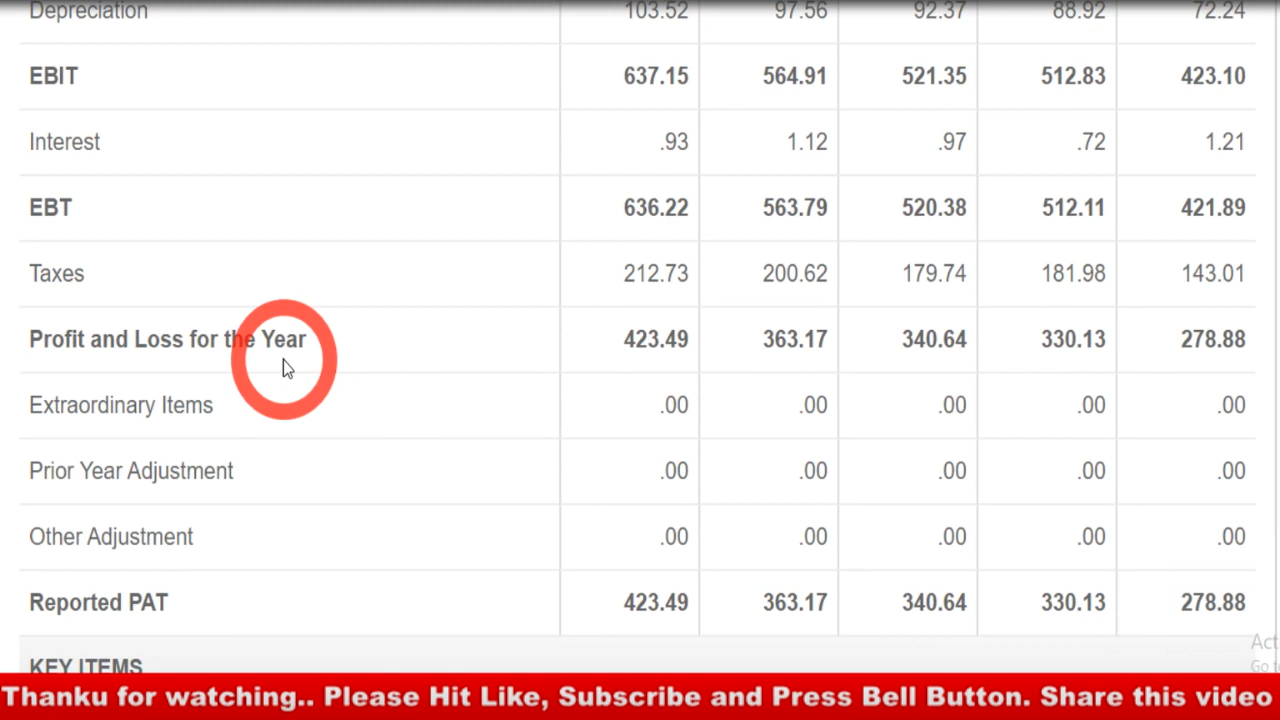 Depreciation 103.52 97.56 92.37 88.92 72.24
EBIT 637.15 564.91 521.35 512.83 423.10
Interest .93 1.12 .97 .72 1.21
EBT 636.22 563.79 520.38 512.11 421.89
Taxes 212.73 200.62 179.74 181.98 143.01
Profit and Loss for the Year 423.49 363.17 340.64 330.13 278.88
Extraordinary Items .00 .00 .00 .00 .00
Prior Year Adjustment .00 .00 .00 .00 .00
Other Adjustment .00 .00 .00 .00 .00
Reported PAT 423.49 363.17 340.64 330.13 278.88
KEY ITEMS
Thanku for watching.. Please Hit Like, Subscribe and Press Bell Button. Share this video